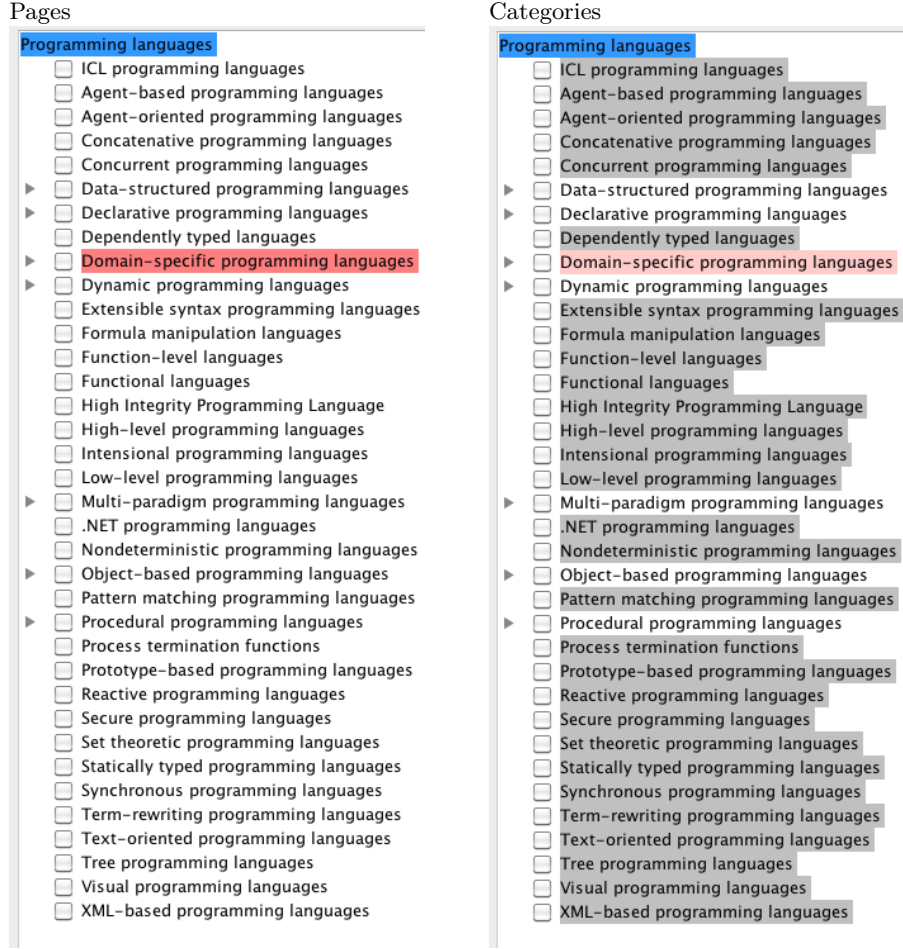 Pages
Programming languages
ICL programming languages
Agent-based programming languages
Agent-oriented programming languages
Concatenative programming languages
Concurrent programming languages
Data-structured programming languages
Declarative programming languages
Dependently typed languages
Domain-specific programming languages
Dynamic programming languages
Extensible syntax programming languages
Formula manipulation languages
Function-level languages
Functional languages
High Integrity Programming Language
High-level programming languages
Intensional programming languages
Low-level programming languages
Multi-paradigm programming languages
.NET programming languages
Nondeterministic programming languages
Object-based programming languages
Pattern matching programming languages
Procedural programming languages
Process termination functions
Prototype-based programming languages
Reactive programming languages
Secure programming languages
Set theoretic programming languages
Statically typed programming languages
Synchronous programming languages
Term-rewriting programming languages
Text-oriented programming languages
Tree programming languages
Visual programming languages
XML-based programming languages
Categories
Programming languages
ICL programming languages
Agent-based programming languages
Agent-oriented programming languages
Concatenative programming languages
Concurrent programming languages
Data-structured programming languages
Declarative programming languages
Dependently typed languages
Domain-specific programming languages
Dynamic programming languages
Extensible syntax programming languages
Formula manipulation languages
Function-level languages
Functional languages
High Integrity Programming Language
High-level programming languages
Intensional programming languages
Low-level programming languages
Multi-paradigm programming languages
.NET programming languages
Nondeterministic programming languages
Object-based programming languages
Pattern matching programming languages
Procedural programming languages
Process termination functions
Prototype-based programming languages
Reactive programming languages
Secure programming languages
Set theoretic programming languages
Statically typed programming languages
Synchronous programming languages
Term-rewriting programming languages
Text-oriented programming languages
Tree programming languages
Visual programming languages
XML-based programming languages